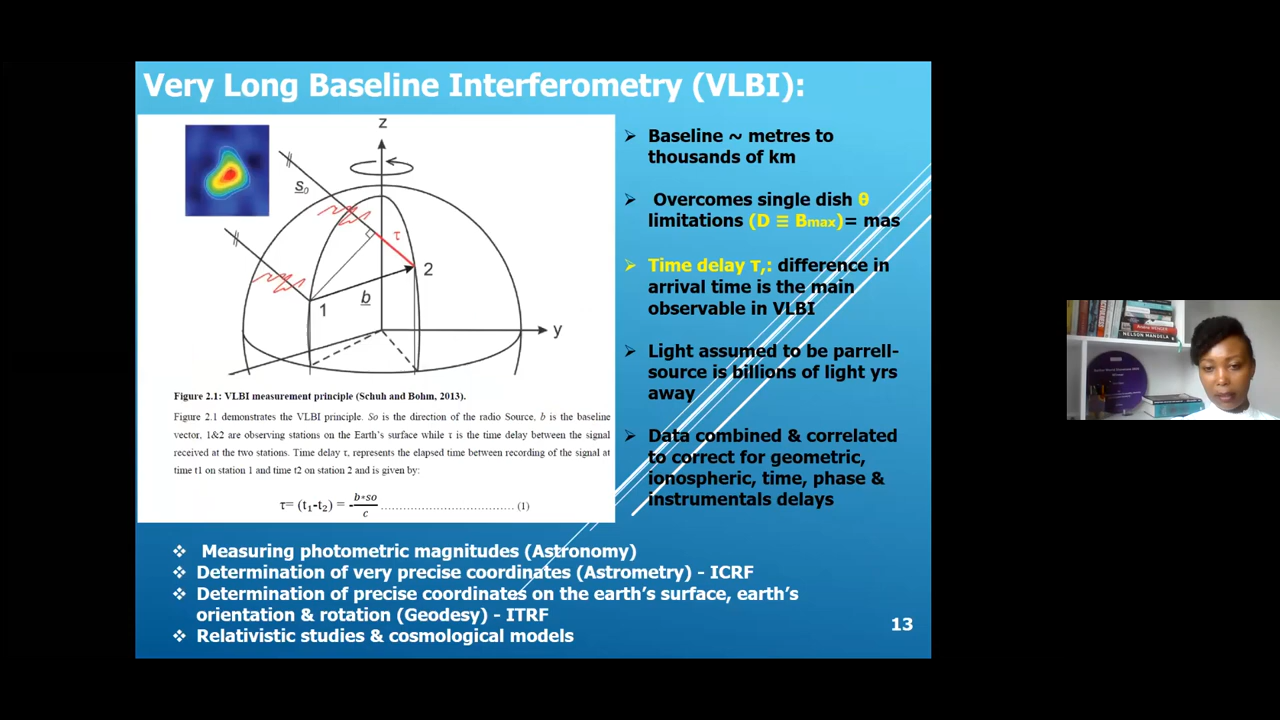 Very Long Baseline Interferometry (VLBI):
z
s₀
τ
2
1
b
y
Figure 2.1: VLBI measurement principle (Schuh and Bohm, 2013).
Figure 2.1 demonstrates the VLBI principle. So is the direction of the radio Source, b is the baseline
vector, 1&2 are observing stations on the Earth's surface while τ is the time delay between the signal
received at the two stations. Time delay τ, represents the elapsed time between recording of the signal at
time t1 on station 1 and time t2 on station 2 and is given by:
τ= (t₁-t₂) = -b*so/c ……………………………… (1)
➢ Baseline ~ metres to
thousands of km
➢ Overcomes single dish θ
limitations (D ≡ Bmax)= mas
➢ Time delay τ,: difference in
arrival time is the main
observable in VLBI
➢ Light assumed to be parrell-
source is billions of light yrs
away
➢ Data combined & correlated
to correct for geometric,
ionospheric, time, phase &
instrumentals delays
❖ Measuring photometric magnitudes (Astronomy)
❖ Determination of very precise coordinates (Astrometry) - ICRF
❖ Determination of precise coordinates on the earth's surface, earth's
orientation & rotation (Geodesy) - ITRF
❖ Relativistic studies & cosmological models
13
NELSON MANDELA